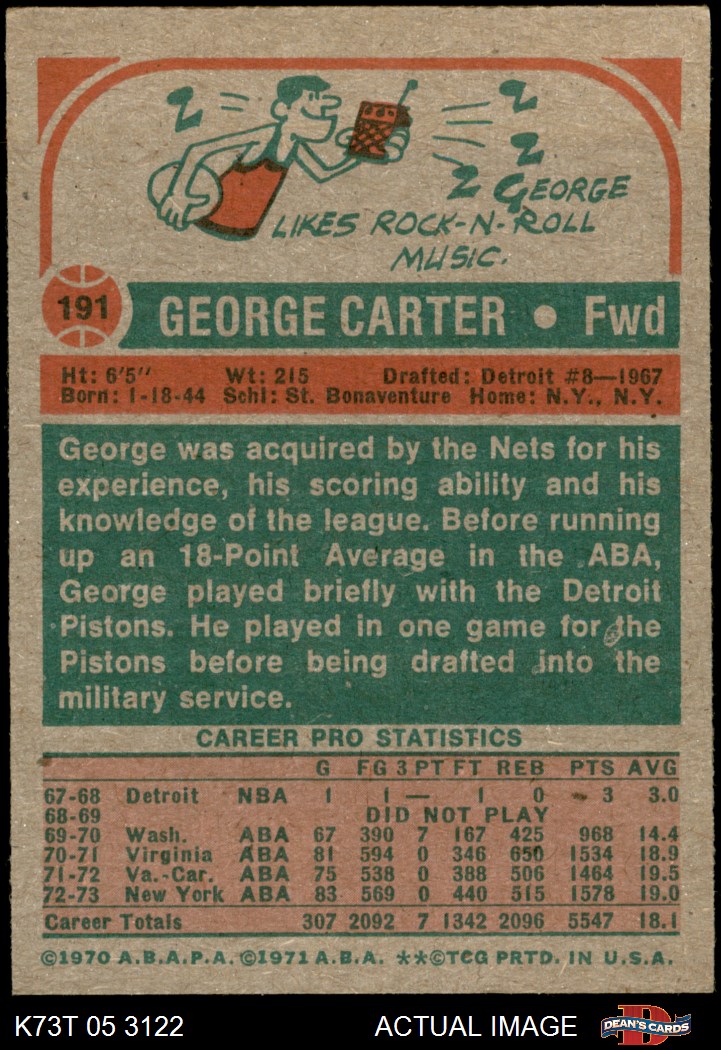 GEORGE
LIKES ROCK-N-ROLL
MUSIC.
191 GEORGE CARTER • Fwd
Ht: 6'5" Wt: 215 Drafted: Detroit #8—1967
Born: 1-18-44 Schl: St. Bonaventure Home: N.Y., N.Y.
George was acquired by the Nets for his
experience, his scoring ability and his
knowledge of the league. Before running
up an 18-Point Average in the ABA,
George played briefly with the Detroit
Pistons. He played in one game for the
Pistons before being drafted into the
military service.
CAREER PRO STATISTICS
G FG 3PT FT REB PTS AVG
67-68 Detroit NBA 1 1 — 1 0 3 3.0
68-69 DID NOT PLAY
69-70 Wash. ABA 67 390 7 167 425 968 14.4
70-71 Virginia ABA 81 594 0 346 650 1534 18.9
71-72 Va.-Car. ABA 75 538 0 388 506 1464 19.5
72-73 New York ABA 83 569 0 440 515 1578 19.0
Career Totals 307 2092 7 1342 2096 5547 18.1
©1970 A.B.A.P.A. ©1971 A.B.A. **©TCG PRTD. IN U.S.A.
K73T 05 3122 ACTUAL IMAGE DEAN'S CARDS